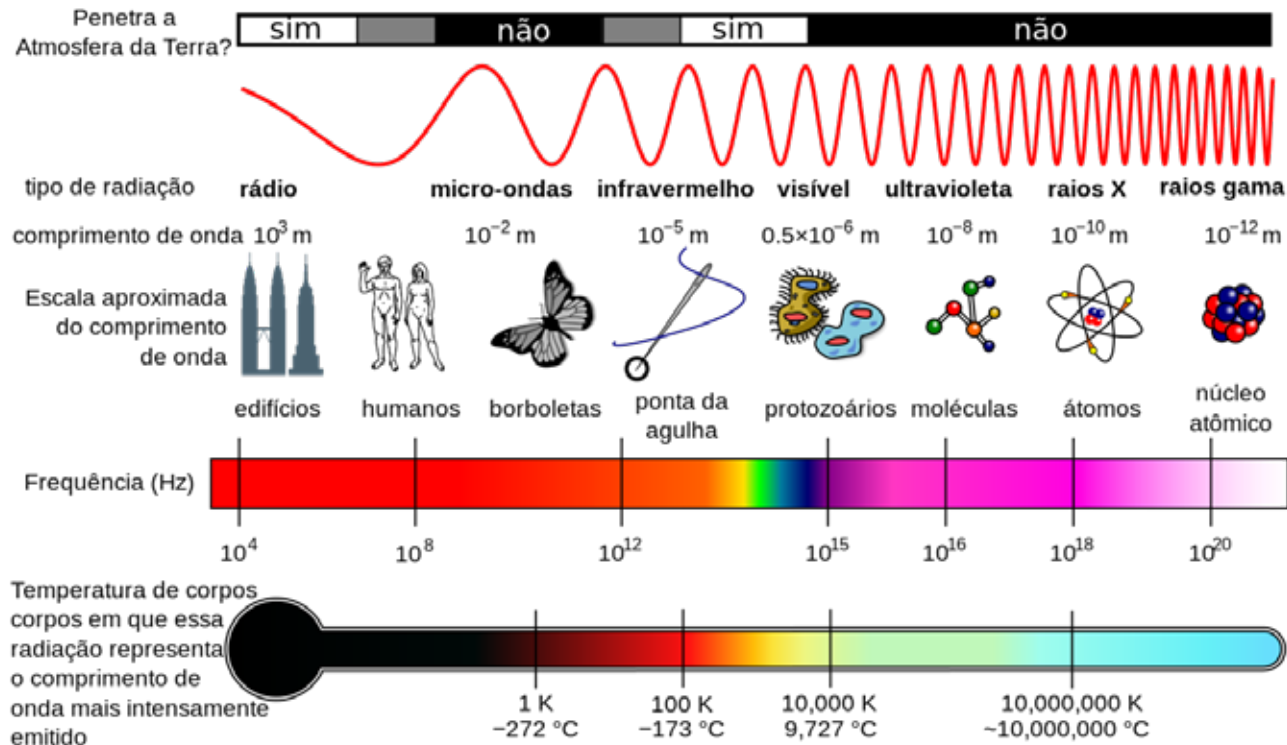 Penetra a
Atmosfera da Terra?
sim
não
sim
não
tipo de radiação
rádio
micro-ondas
infravermelho
visível
ultravioleta
raios X
raios gama
comprimento de onda
10³ m
10⁻² m
10⁻⁵ m
0.5×10⁻⁶ m
10⁻⁸ m
10⁻¹⁰ m
10⁻¹² m
Escala aproximada
do comprimento
de onda
edifícios
humanos
borboletas
ponta da
agulha
protozoários
moléculas
átomos
núcleo
atômico
Frequência (Hz)
10⁴
10⁸
10¹²
10¹⁵
10¹⁶
10¹⁸
10²⁰
Temperatura de corpos
corpos em que essa
radiação representa
o comprimento de
onda mais intensamente
emitido
1 K
−272 °C
100 K
−173 °C
10,000 K
9,727 °C
10,000,000 K
~10,000,000 °C